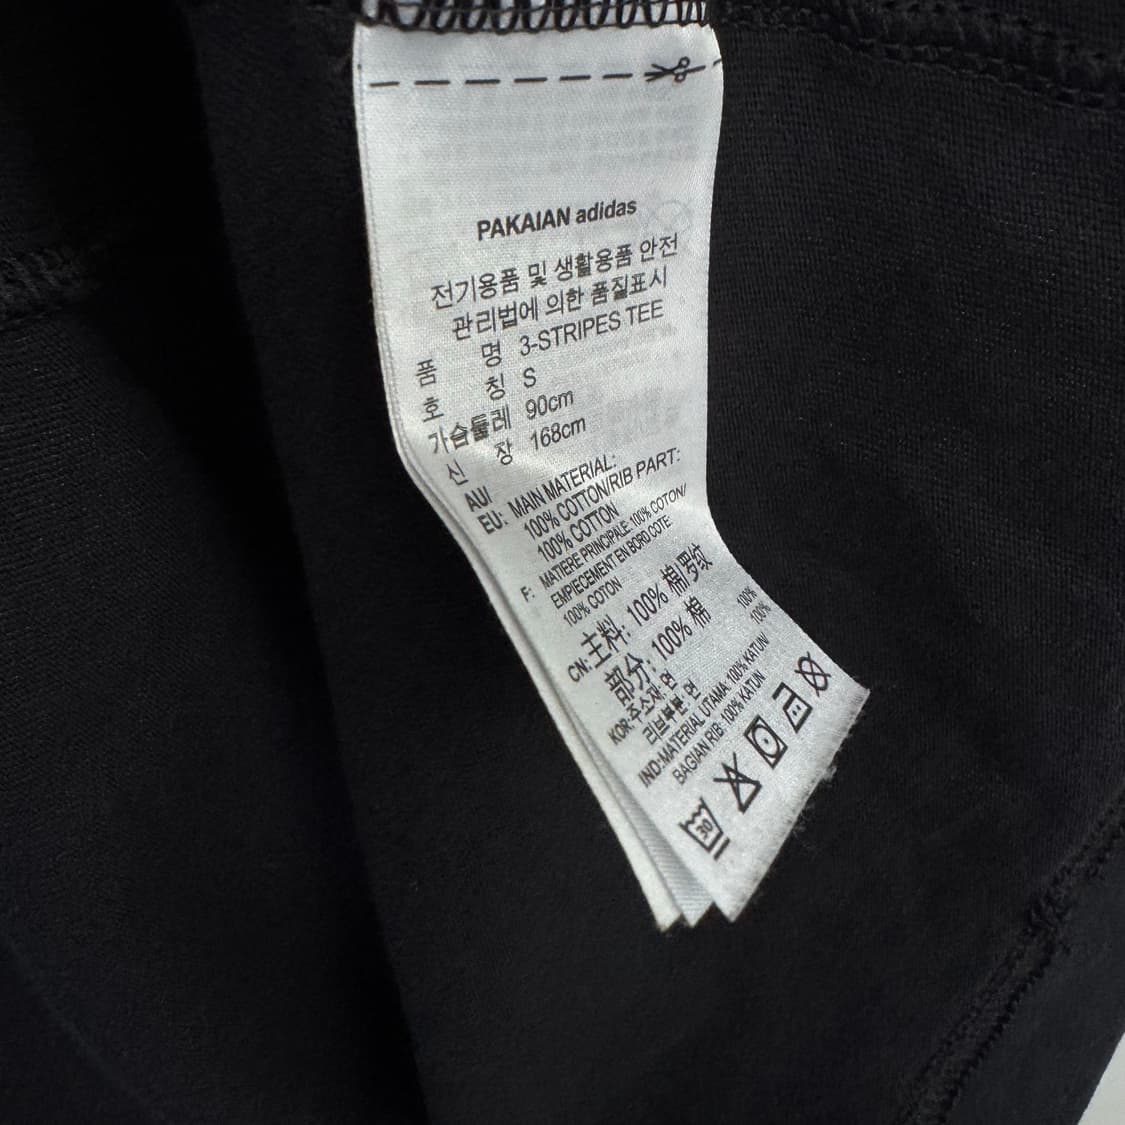 PAKAIAN adidas
전기용품 및 생활용품 안전
관리법에 의한 품질표시
품 명 3-STRIPES TEE
호 칭 S
가슴둘레 90cm
신 장 168cm
AU/
EU: MAIN MATERIAL:
100% COTTON/RIB PART:
100% COTTON
F: MATIERE PRINCIPALE: 100% COTON/
EMPIECEMENT EN BORD COTE:
100% COTON
CN:主料: 100% 棉/罗纹
部分: 100% 棉
KOR:주소재: 면 100%
리브부분: 면 100%
IND:MATERIAL UTAMA: 100% KATUN/
BAGIAN RIB: 100% KATUN
30